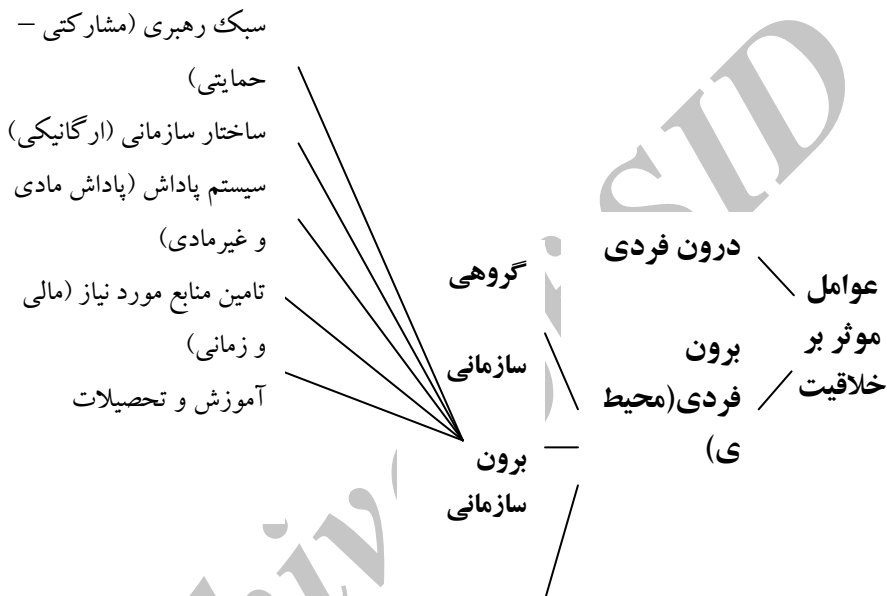 عوامل
موثر بر
خلاقیت
درون فردی
برون
فردی(محیط
ی)
گروهی
سازمانی
برون
سازمانی
سبک رهبری (مشارکتی –
حمایتی)
ساختار سازمانی (ارگانیکی)
سیستم پاداش (پاداش مادی
و غیرمادی)
تامین منابع مورد نیاز (مالی
و زمانی)
آموزش و تحصیلات
SID